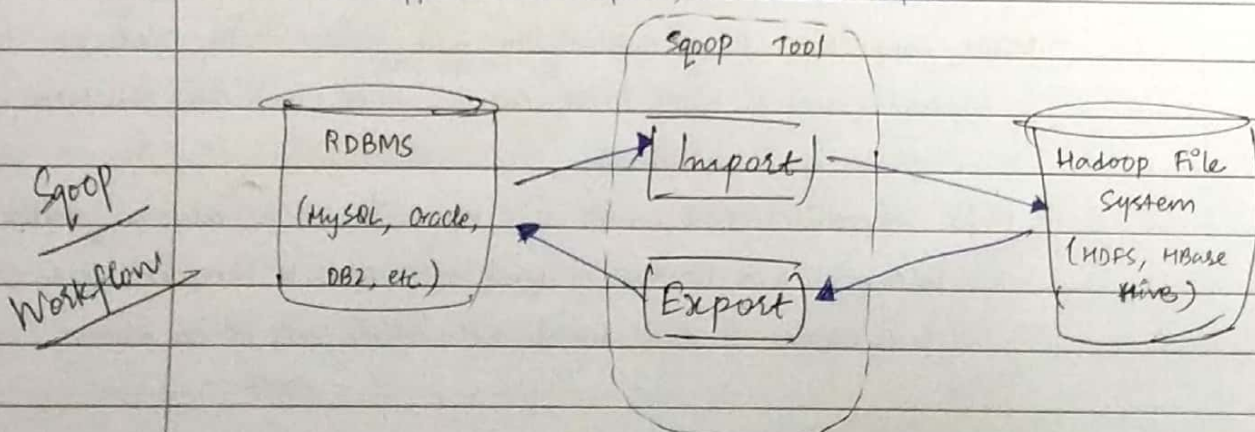 Sqoop Tool
RDBMS
(MySQL, Oracle,
DB2, etc.)
Import
Export
Hadoop File
System
(HDFS, HBase
Hive)
Sqoop
Workflow